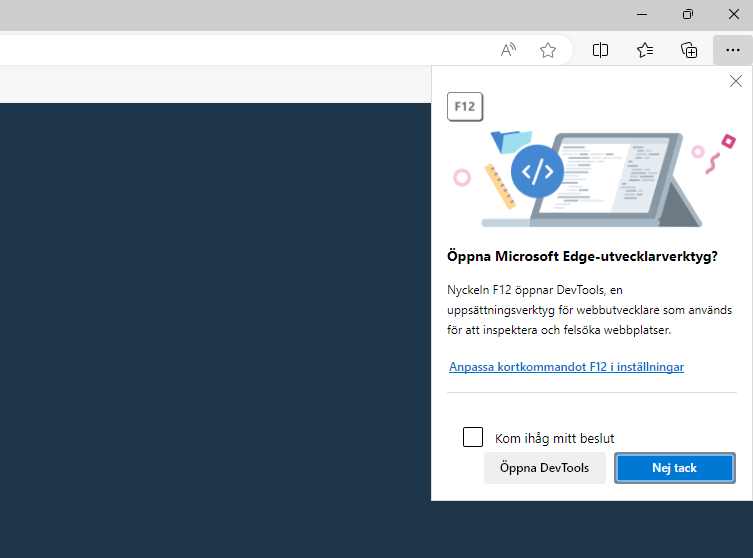 A
F12
</>
Öppna Microsoft Edge-utvecklarverktyg?
Nyckeln F12 öppnar DevTools, en
uppsättningsverktyg för webbutvecklare som används
för att inspektera och felsöka webbplatser.
Anpassa kortkommandot F12 i inställningar
Kom ihåg mitt beslut
Öppna DevTools
Nej tack